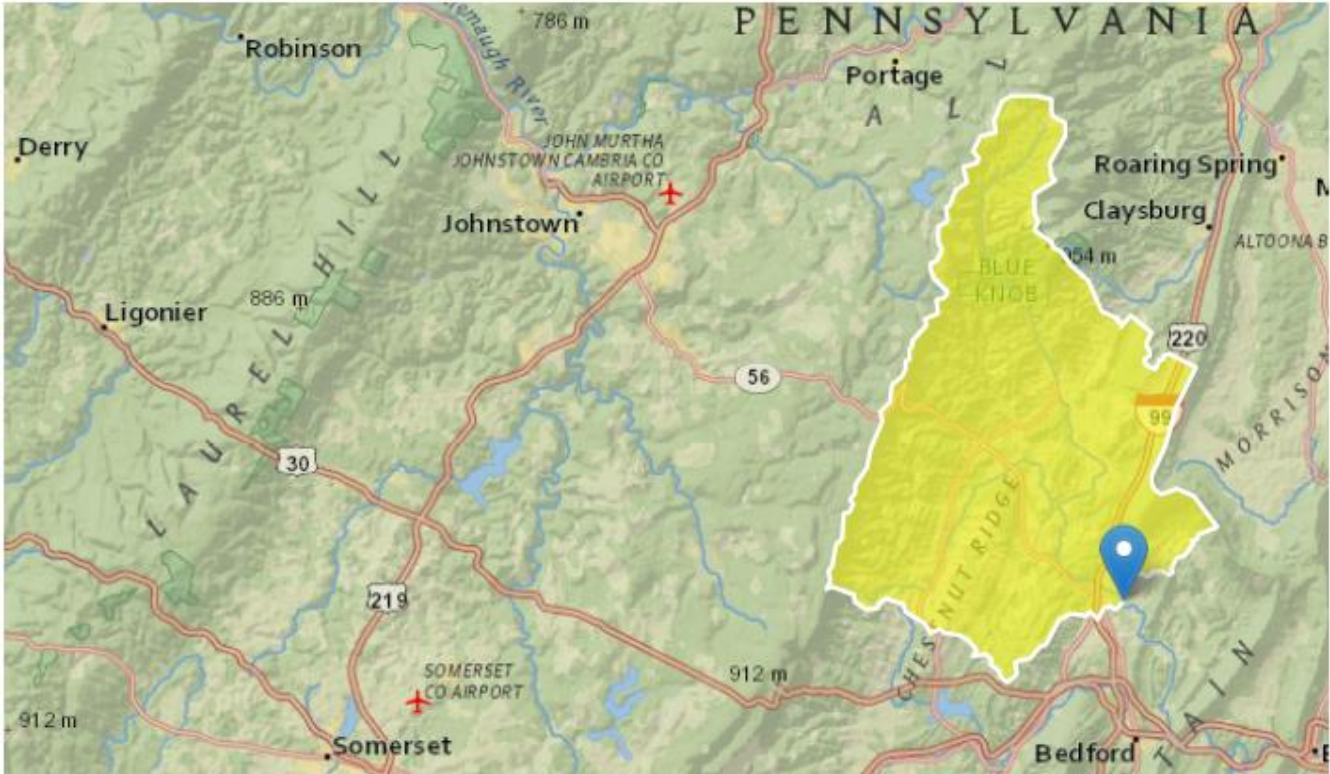 PENNSYLVANIA
786 m
Robinson
Portage
A L L
Derry
JOHN MURTHA
JOHNSTOWN CAMBRIA CO
AIRPORT
Roaring Spring
Claysburg
Johnstown
ALTOONA B
954 m
BLUE
KNOB
886 m
Ligonier
LAUREL HILL
220
56
99
MORRISON
30
CHESTNUT RIDGE
219
SOMERSET
CO AIRPORT
912 m
912 m
TAIN
Somerset
Bedford